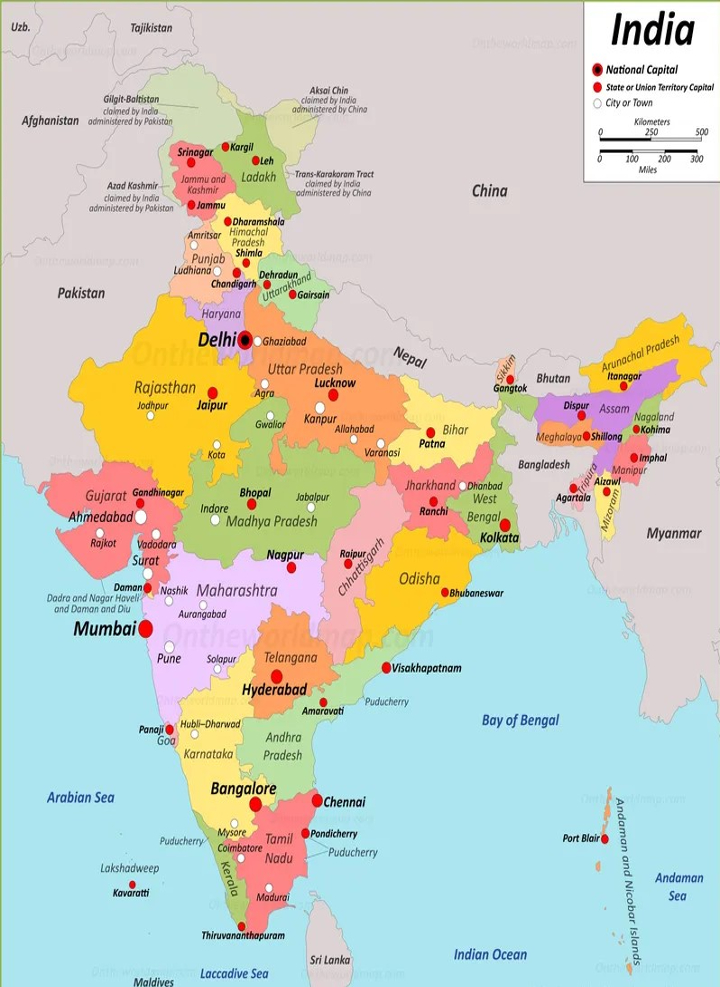 India
National Capital
State or Union Territory Capital
City or Town
Kilometers
0 250 500
0 100 200 300
Miles
Uzb.
Tajikistan
Afghanistan
Gilgit-Baltistan
claimed by India
administered by Pakistan
Aksai Chin
claimed by India
administered by China
Kargil
Srinagar
Leh
Ladakh
Jammu and
Kashmir
Trans-Karakoram Tract
claimed by India
administrered by China
Azad Kashmir
claimed by India
administered by Pakistan
Jammu
China
Dharamshala
Himachal
Pradesh
Amritsar
Punjab
Shimla
Ludhiana
Chandigarh
Dehradun
Uttarakhand
Gairsain
Pakistan
Haryana
Delhi
Ghaziabad
Nepal
Uttar Pradesh
Rajasthan
Jodhpur
Jaipur
Agra
Lucknow
Kanpur
Gwalior
Allahabad
Varanasi
Kota
Sikkim
Gangtok
Bhutan
Arunachal Pradesh
Itanagar
Dispur
Assam
Nagaland
Kohima
Meghalaya
Shillong
Imphal
Manipur
Bihar
Patna
Bangladesh
Tripura
Agartala
Aizawl
Mizoram
Myanmar
Gujarat
Gandhinagar
Ahmedabad
Rajkot
Vadodara
Surat
Bhopal
Indore
Jabalpur
Madhya Pradesh
Jharkhand
Dhanbad
Ranchi
West
Bengal
Kolkata
Nagpur
Raipur
Chhattisgarh
Odisha
Bhubaneswar
Daman
Dadra and Nagar Haveli
and Daman and Diu
Nashik
Maharashtra
Aurangabad
Mumbai
Pune
Solapur
Telangana
Hyderabad
Visakhapatnam
Amaravati
Puducherry
Bay of Bengal
Panaji
Goa
Hubli-Dharwad
Karnataka
Andhra
Pradesh
Bangalore
Chennai
Arabian Sea
Mysore
Puducherry
Coimbatore
Tamil
Nadu
Pondicherry
Puducherry
Kerala
Madurai
Thiruvananthapuram
Lakshadweep
Kavaratti
Port Blair
Andaman and Nicobar Islands
Andaman
Sea
Sri Lanka
Indian Ocean
Laccadive Sea
Maldives
Ontheworldmap.com